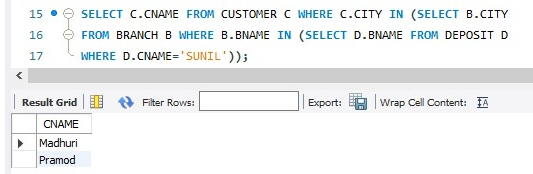 15 SELECT C.CNAME FROM CUSTOMER C WHERE C.CITY IN (SELECT B.CITY
16 FROM BRANCH B WHERE B.BNAME IN (SELECT D.BNAME FROM DEPOSIT D
17 WHERE D.CNAME='SUNIL'));
Result Grid Filter Rows: Export: Wrap Cell Content: IA
CNAME
Madhuri
Pramod